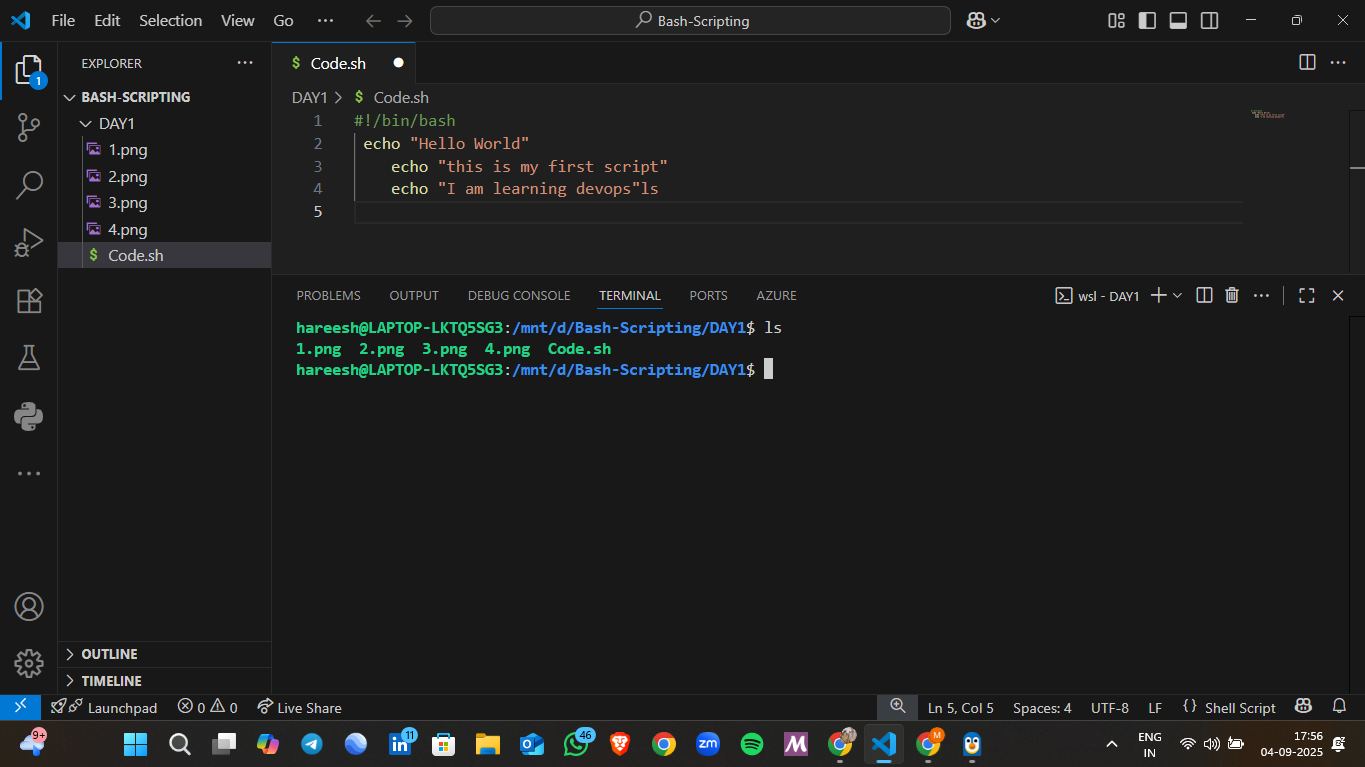 File Edit Selection View Go ··· Bash-Scripting
EXPLORER ···
1
BASH-SCRIPTING
DAY1
1.png
2.png
3.png
4.png
$ Code.sh
$ Code.sh
DAY1 > $ Code.sh
1 #!/bin/bash
2 echo "Hello World"
3 echo "this is my first script"
4 echo "I am learning devops"ls
5
PROBLEMS OUTPUT DEBUG CONSOLE TERMINAL PORTS AZURE wsl - DAY1
hareesh@LAPTOP-LKTQ5SG3:/mnt/d/Bash-Scripting/DAY1$ ls
1.png 2.png 3.png 4.png Code.sh
hareesh@LAPTOP-LKTQ5SG3:/mnt/d/Bash-Scripting/DAY1$
OUTLINE
TIMELINE
Launchpad 0 0 Live Share Ln 5, Col 5 Spaces: 4 UTF-8 LF {} Shell Script
9+ in 11 46 zm M M ENG 17:56
IN 04-09-2025